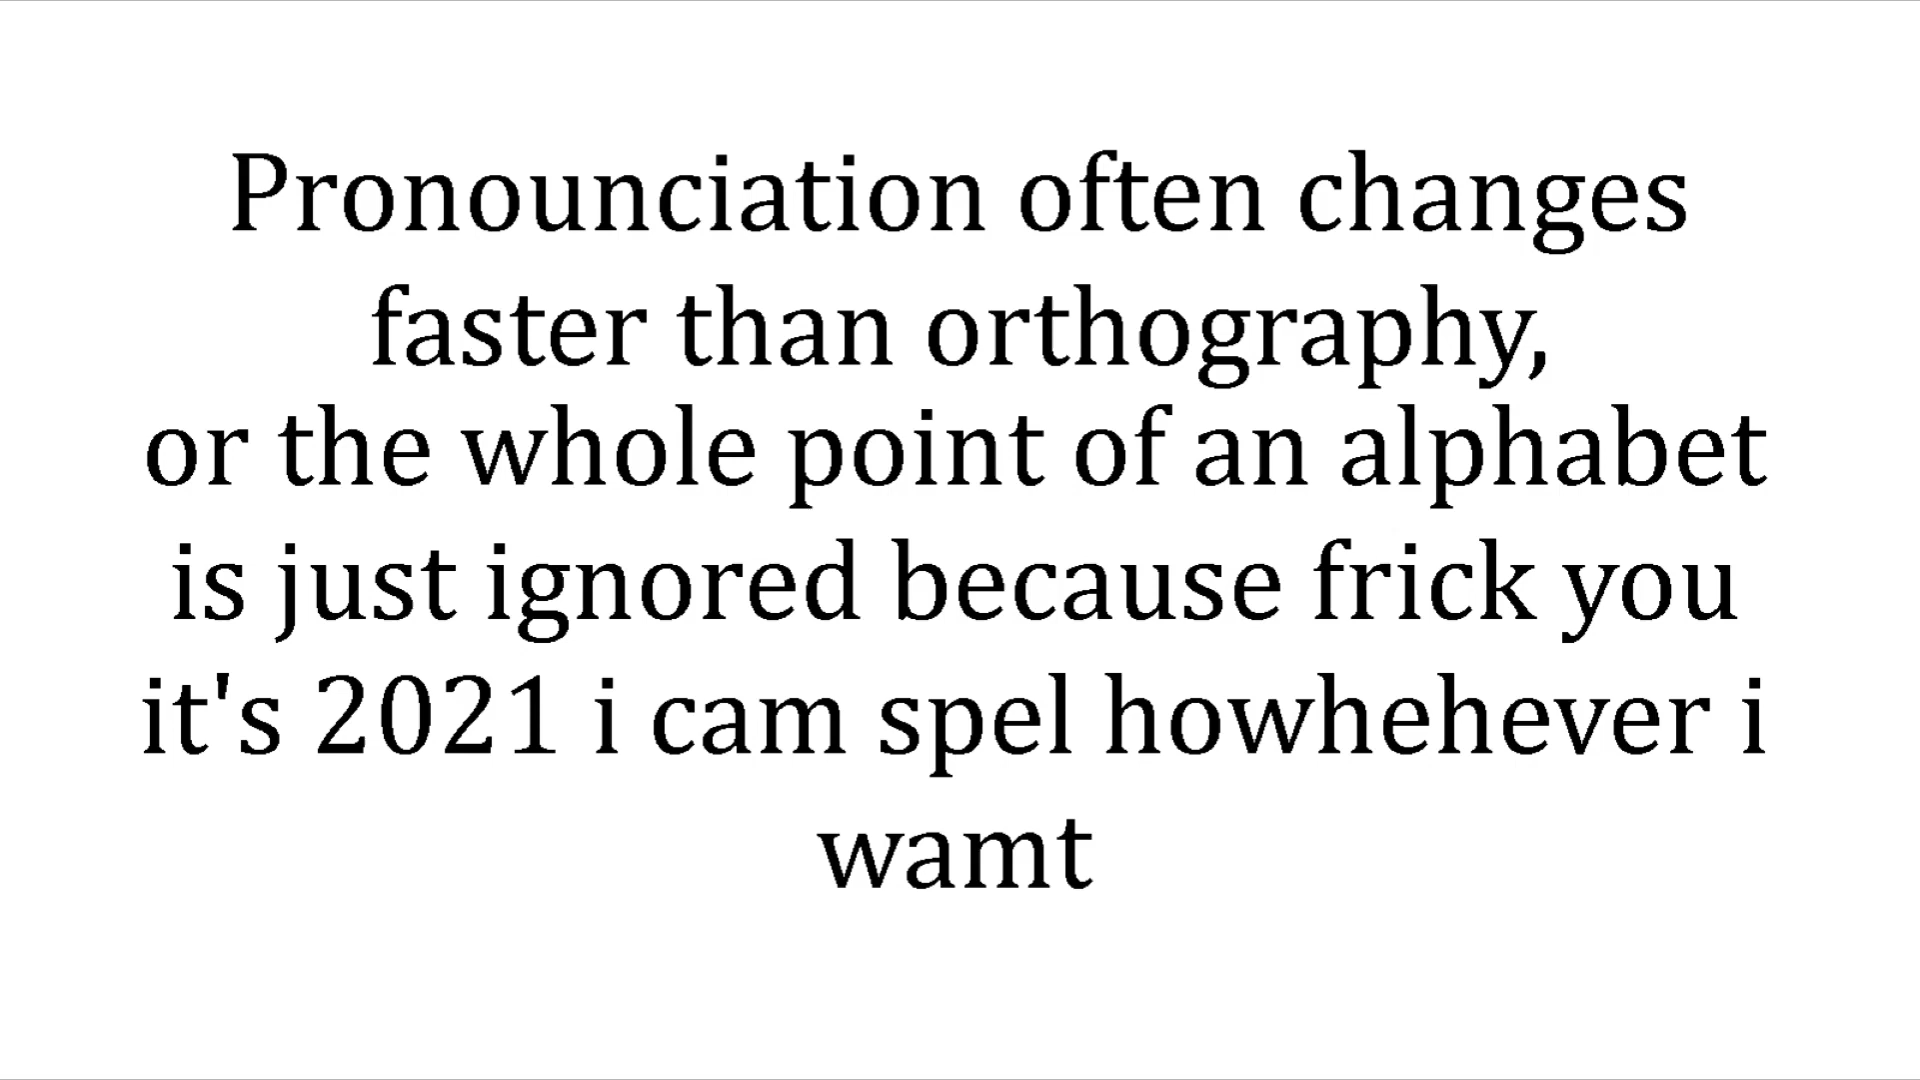 Pronounciation often changes
faster than orthography,
or the whole point of an alphabet
is just ignored because frick you
it's 2021 i cam spel howhehever i
wamt